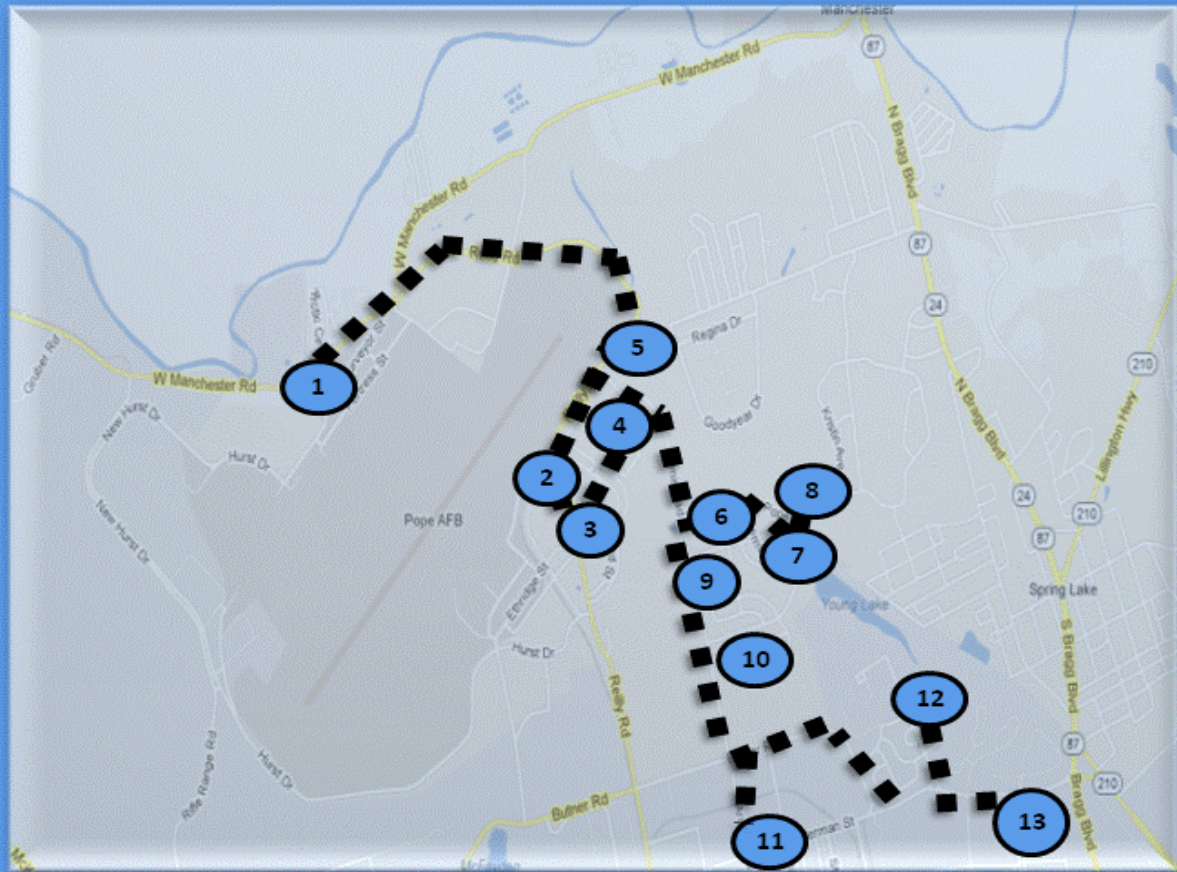 Manchester
87
W Manchester Rd
N Bragg Blvd
W Manchester Rd
87
24
Regina Dr
210
5
Gruber Rd
W Manchester Rd
1
Goodyear Dr
Kristin Ave
N Bragg Blvd
Lillington Hwy
New Hurst Dr
4
Hurst Dr
2
8
24
210
New Hurst Dr
Pope AFB
3
6
87
7
Ethridge St
9
Young Lake
Spring Lake
Hurst Dr
10
S Bragg Blvd
Reilly Rd
12
87
Rifle Range Rd
Hurst Dr
210
Butner Rd
13
Bragg Blvd
11